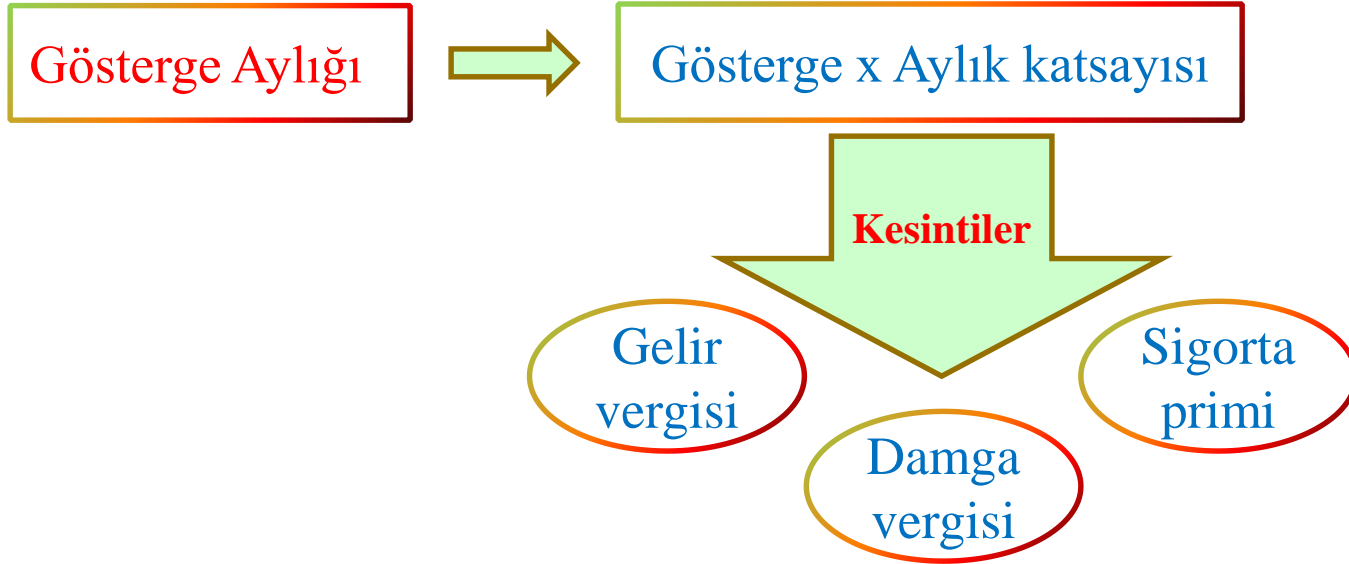 Gösterge Aylığı
Gösterge x Aylık katsayısı
Kesintiler
Gelir
vergisi
Damga
vergisi
Sigorta
primi